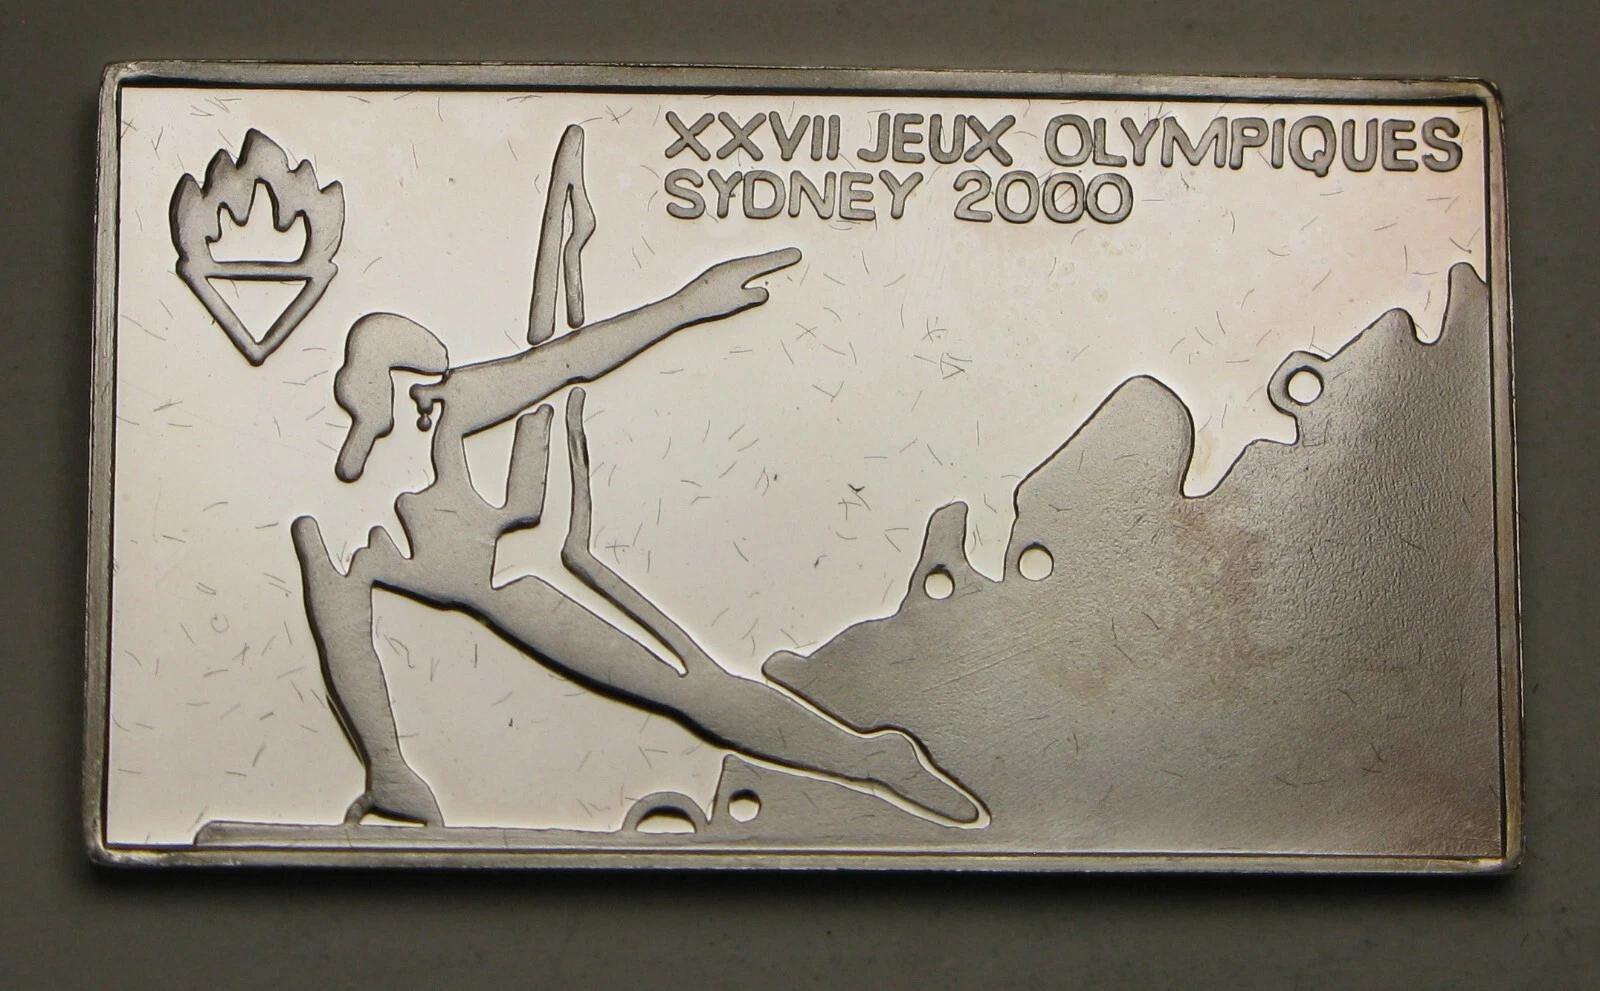 XXVII JEUX OLYMPIQUES
SYDNEY 2000